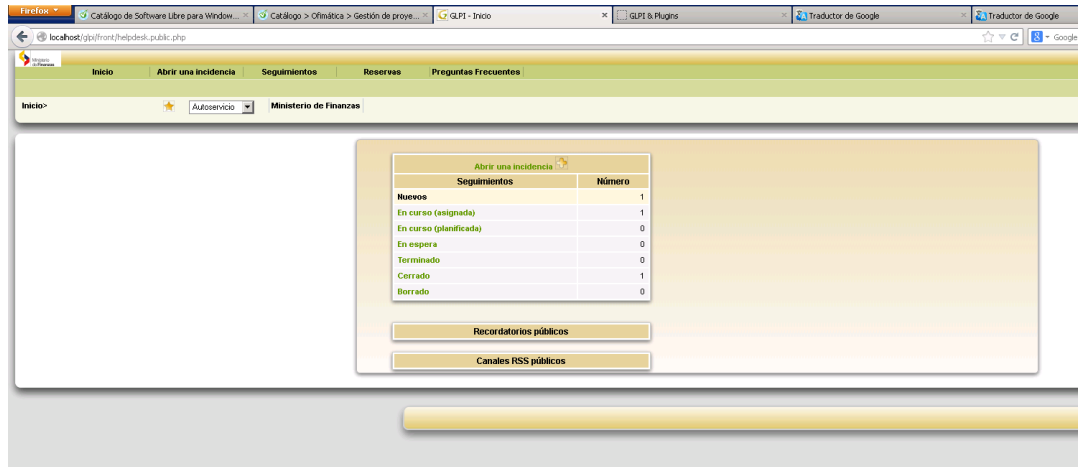 Firefox
Catálogo de Software Libre para Window...
Catálogo > Ofimática > Gestión de proye...
GLPI - Inicio
GLPI & Plugins
Traductor de Google
Traductor de Google
localhost/glpi/front/helpdesk.public.php
Google
Ministerio
de Finanzas
Inicio
Abrir una incidencia
Seguimientos
Reservas
Preguntas Frecuentes
Inicio>
Autoservicio
Ministerio de Finanzas
Abrir una incidencia
Seguimientos Número
Nuevos 1
En curso (asignada) 1
En curso (planificada) 0
En espera 0
Terminado 0
Cerrado 1
Borrado 0
Recordatorios públicos
Canales RSS públicos